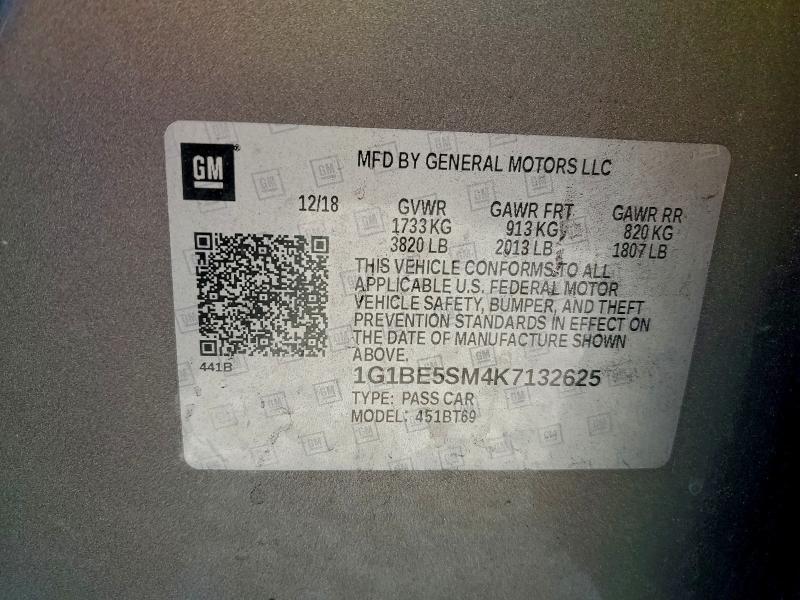 GM
MFD BY GENERAL MOTORS LLC
12/18 GVWR GAWR FRT GAWR RR
1733 KG 913 KG 820 KG
3820 LB 2013 LB 1807 LB
THIS VEHICLE CONFORMS TO ALL
APPLICABLE U.S. FEDERAL MOTOR
VEHICLE SAFETY, BUMPER, AND THEFT
PREVENTION STANDARDS IN EFFECT ON
THE DATE OF MANUFACTURE SHOWN
ABOVE.
441B
1G1BE5SM4K7132625
TYPE: PASS CAR
MODEL: 451BT69